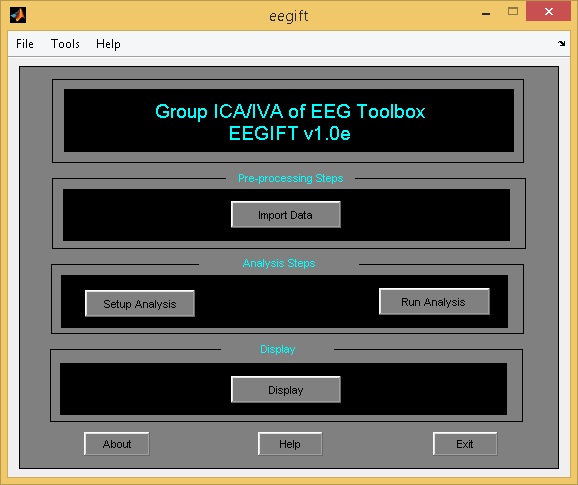 eegift
File Tools Help
Group ICA/IVA of EEG Toolbox
EEGIFT v1.0e
Pre-processing Steps
Import Data
Analysis Steps
Setup Analysis Run Analysis
Display
Display
About Help Exit